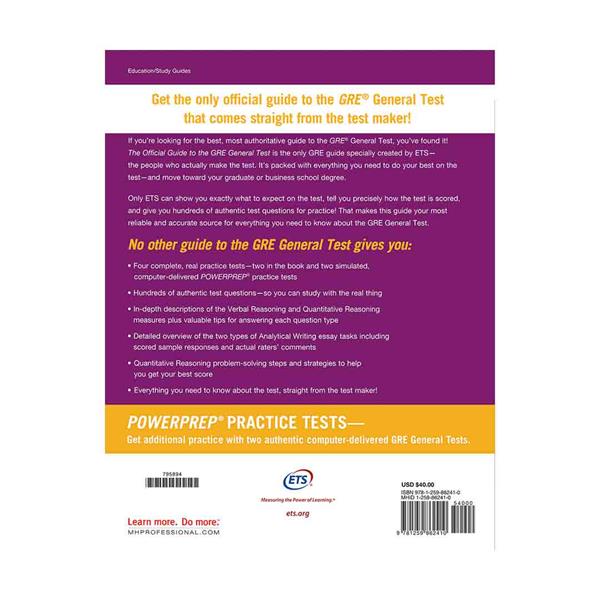 Education/Study Guides
Get the only official guide to the GRE® General Test
that comes straight from the test maker!
If you're looking for the best, most authoritative guide to the GRE® General Test, you've found it!
The Official Guide to the GRE General Test is the only GRE guide specially created by ETS—
the people who actually make the test. It's packed with everything you need to do your best on the
test—and move toward your graduate or business school degree.
Only ETS can show you exactly what to expect on the test, tell you precisely how the test is scored,
and give you hundreds of authentic test questions for practice! That makes this guide your most
reliable and accurate source for everything you need to know about the GRE General Test.
No other guide to the GRE General Test gives you:
• Four complete, real practice tests—two in the book and two simulated,
computer-delivered POWERPREP® practice tests
• Hundreds of authentic test questions—so you can study with the real thing
• In-depth descriptions of the Verbal Reasoning and Quantitative Reasoning
measures plus valuable tips for answering each question type
• Detailed overview of the two types of Analytical Writing essay tasks including
scored sample responses and actual raters' comments
• Quantitative Reasoning problem-solving steps and strategies to help
you get your best score
• Everything you need to know about the test, straight from the test maker!
POWERPREP® PRACTICE TESTS—
Get additional practice with two authentic computer-delivered GRE General Tests.
795894
ETS®
Measuring the Power of Learning.™
ets.org
Learn more. Do more.™
MHPROFESSIONAL.COM
USD $40.00
ISBN 978-1-259-86241-0
MHID 1-259-86241-0
54000
9 781259 862410